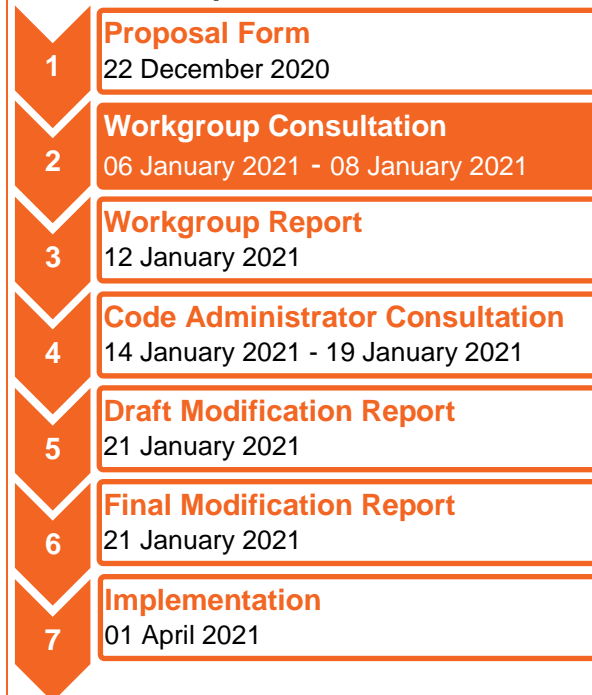 1
Proposal Form
22 December 2020
2
Workgroup Consultation
06 January 2021 - 08 January 2021
3
Workgroup Report
12 January 2021
4
Code Administrator Consultation
14 January 2021 - 19 January 2021
5
Draft Modification Report
21 January 2021
6
Final Modification Report
21 January 2021
7
Implementation
01 April 2021